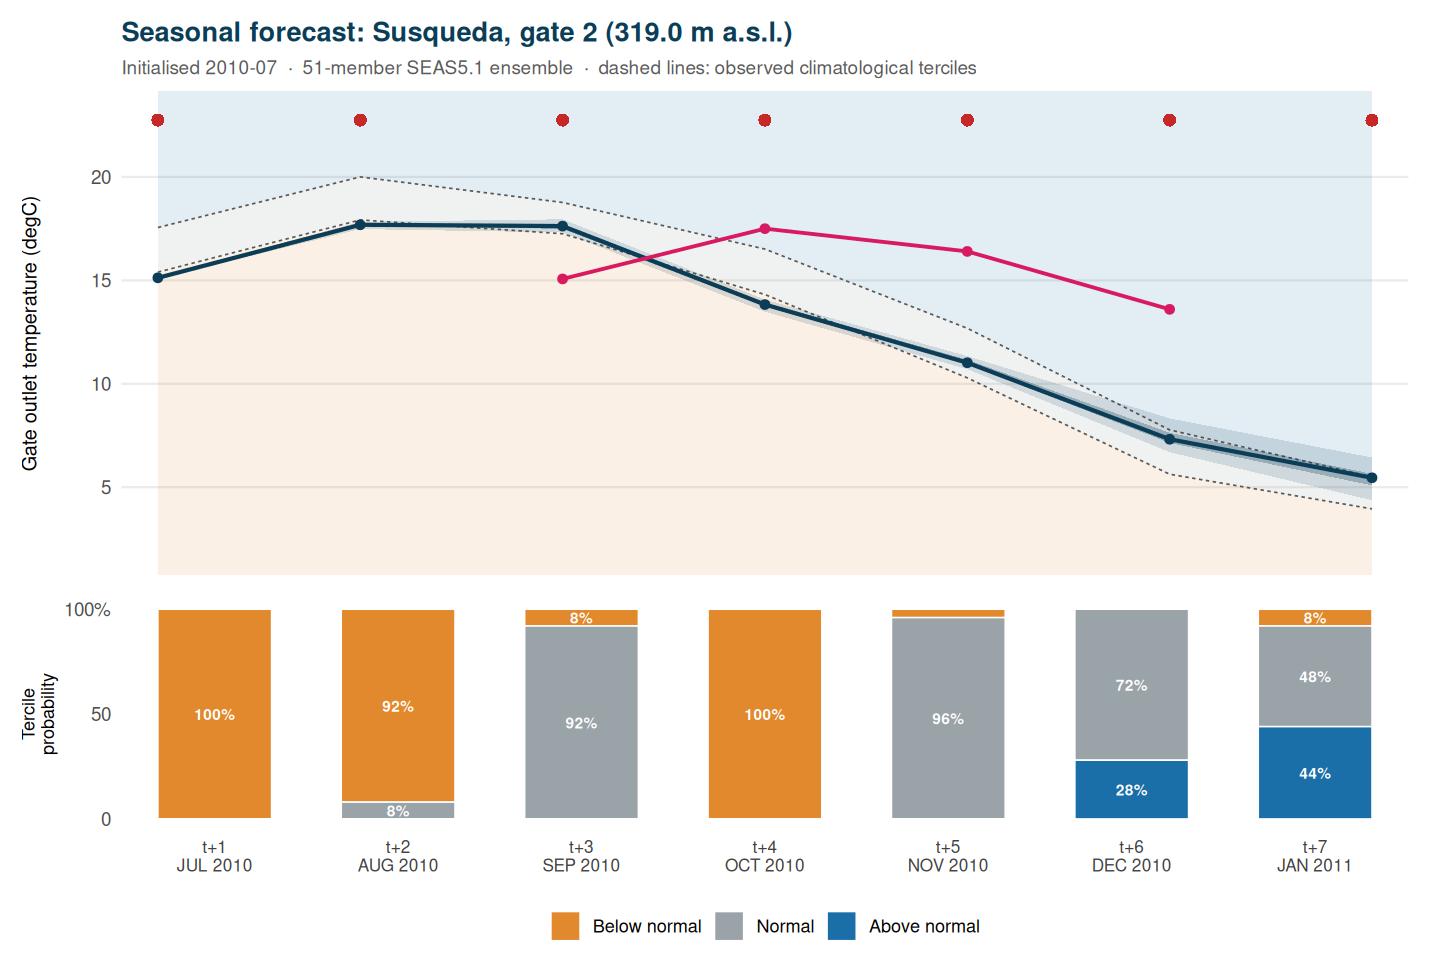 Seasonal forecast: Susqueda, gate 2 (319.0 m a.s.l.)
Initialised 2010-07 · 51-member SEAS5.1 ensemble · dashed lines: observed climatological terciles
Gate outlet temperature (degC)
20
15
10
5
Tercile
probability
100%
50
0
100%
92%
8%
8%
92%
100%
96%
72%
28%
8%
48%
44%
t+1
JUL 2010
t+2
AUG 2010
t+3
SEP 2010
t+4
OCT 2010
t+5
NOV 2010
t+6
DEC 2010
t+7
JAN 2011
Below normal
Normal
Above normal